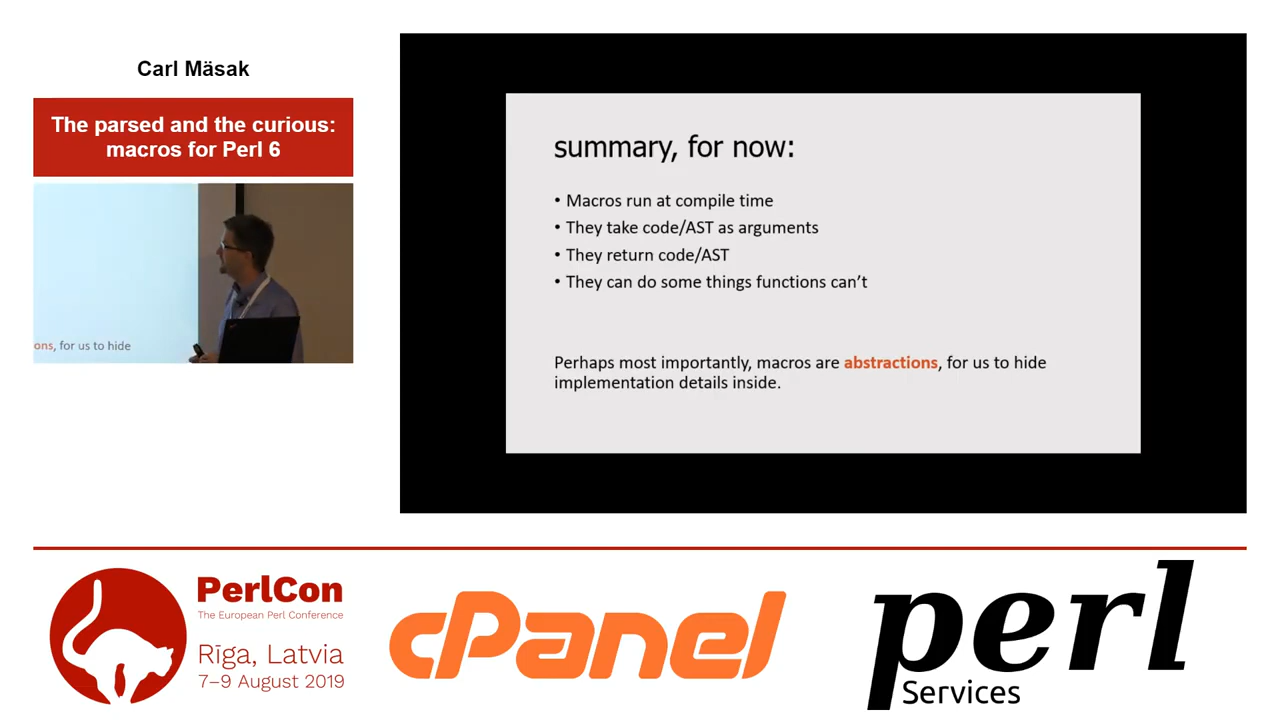 Carl Mäsak
The parsed and the curious:
macros for Perl 6
ons, for us to hide
summary, for now:
• Macros run at compile time
• They take code/AST as arguments
• They return code/AST
• They can do some things functions can’t
Perhaps most importantly, macros are abstractions, for us to hide
implementation details inside.
PerlCon
The European Perl Conference
Rīga, Latvia
7–9 August 2019
cPanel
perl
Services